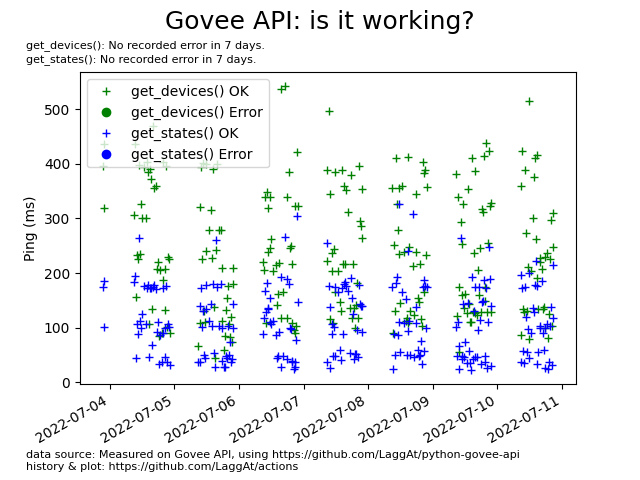 Govee API: is it working?
get_devices(): No recorded error in 7 days.
get_states(): No recorded error in 7 days.
get_devices() OK
get_devices() Error
get_states() OK
get_states() Error
Ping (ms)
500
400
300
200
100
0
2022-07-04
2022-07-05
2022-07-06
2022-07-07
2022-07-08
2022-07-09
2022-07-10
2022-07-11
data source: Measured on Govee API, using https://github.com/LaggAt/python-govee-api
history & plot: https://github.com/LaggAt/actions